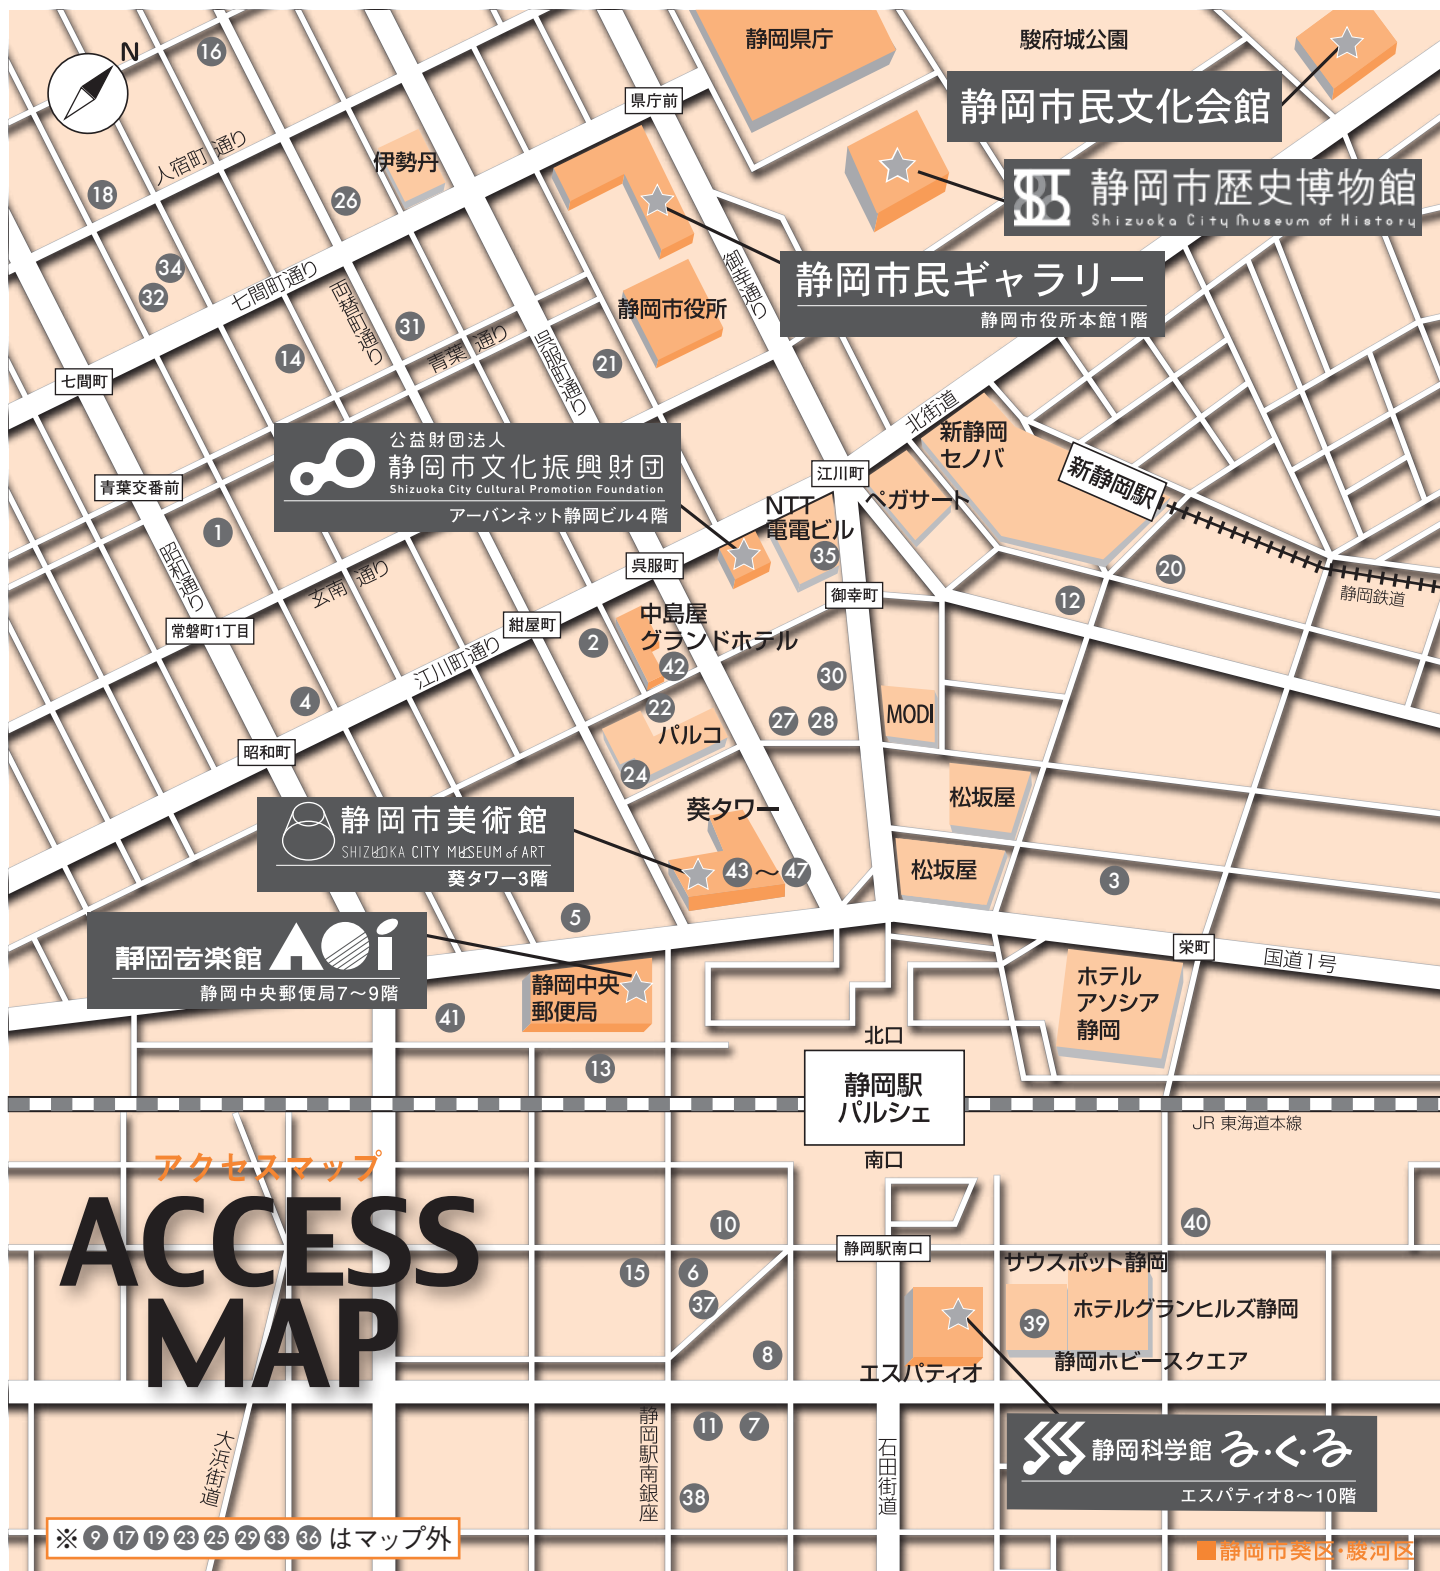 N
16
静岡県庁
駿府城公園
静岡市民文化会館
県庁前
人宿町通り
伊勢丹
18
26
静岡市歴史博物館
Shizuoka City Museum of History
34
32
七間町通り
両替町通り
31
青葉通り
14
御幸通り
静岡市民ギャラリー
静岡市役所本館1階
静岡市役所
呉服町通り
21
七間町
北街道
公益財団法人
静岡市文化振興財団
Shizuoka City Cultural Promotion Foundation
アーバンネット静岡ビル4階
新静岡
セノバ
新静岡駅
江川町
ペガサート
青葉交番前
1
NTT
電電ビル
35
20
静岡鉄道
12
昭和通り
玄南通り
呉服町
御幸町
常磐町1丁目
紺屋町
2
中島屋
グランドホテル
42
江川町通り
30
4
22
パルコ
27
28
MODI
24
昭和町
松坂屋
葵タワー
静岡市美術館
SHIZUOKA CITY MUSEUM of ART
葵タワー3階
43～47
松坂屋
3
5
静岡音楽館 AOi
静岡中央郵便局7～9階
静岡中央
郵便局
栄町
国道1号
ホテル
アソシア
静岡
41
13
北口
静岡駅
パルシェ
南口
JR 東海道本線
アクセスマップ
ACCESS
MAP
10
40
静岡駅南口
15
6
37
サウスポット静岡
ホテルグランヒルズ静岡
39
静岡ホビースクエア
8
エスパティオ
11
7
静岡駅南銀座
大浜街道
石田街道
38
静岡科学館 る・く・る
エスパティオ8～10階
※ 9 17 19 23 25 29 33 36 はマップ外
■静岡市葵区・駿河区